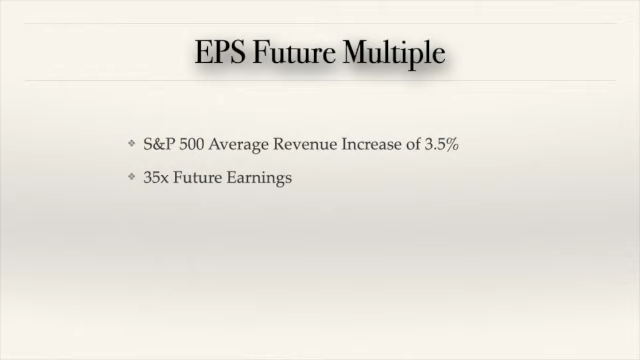 EPS Future Multiple
S&P 500 Average Revenue Increase of 3.5%
35x Future Earnings